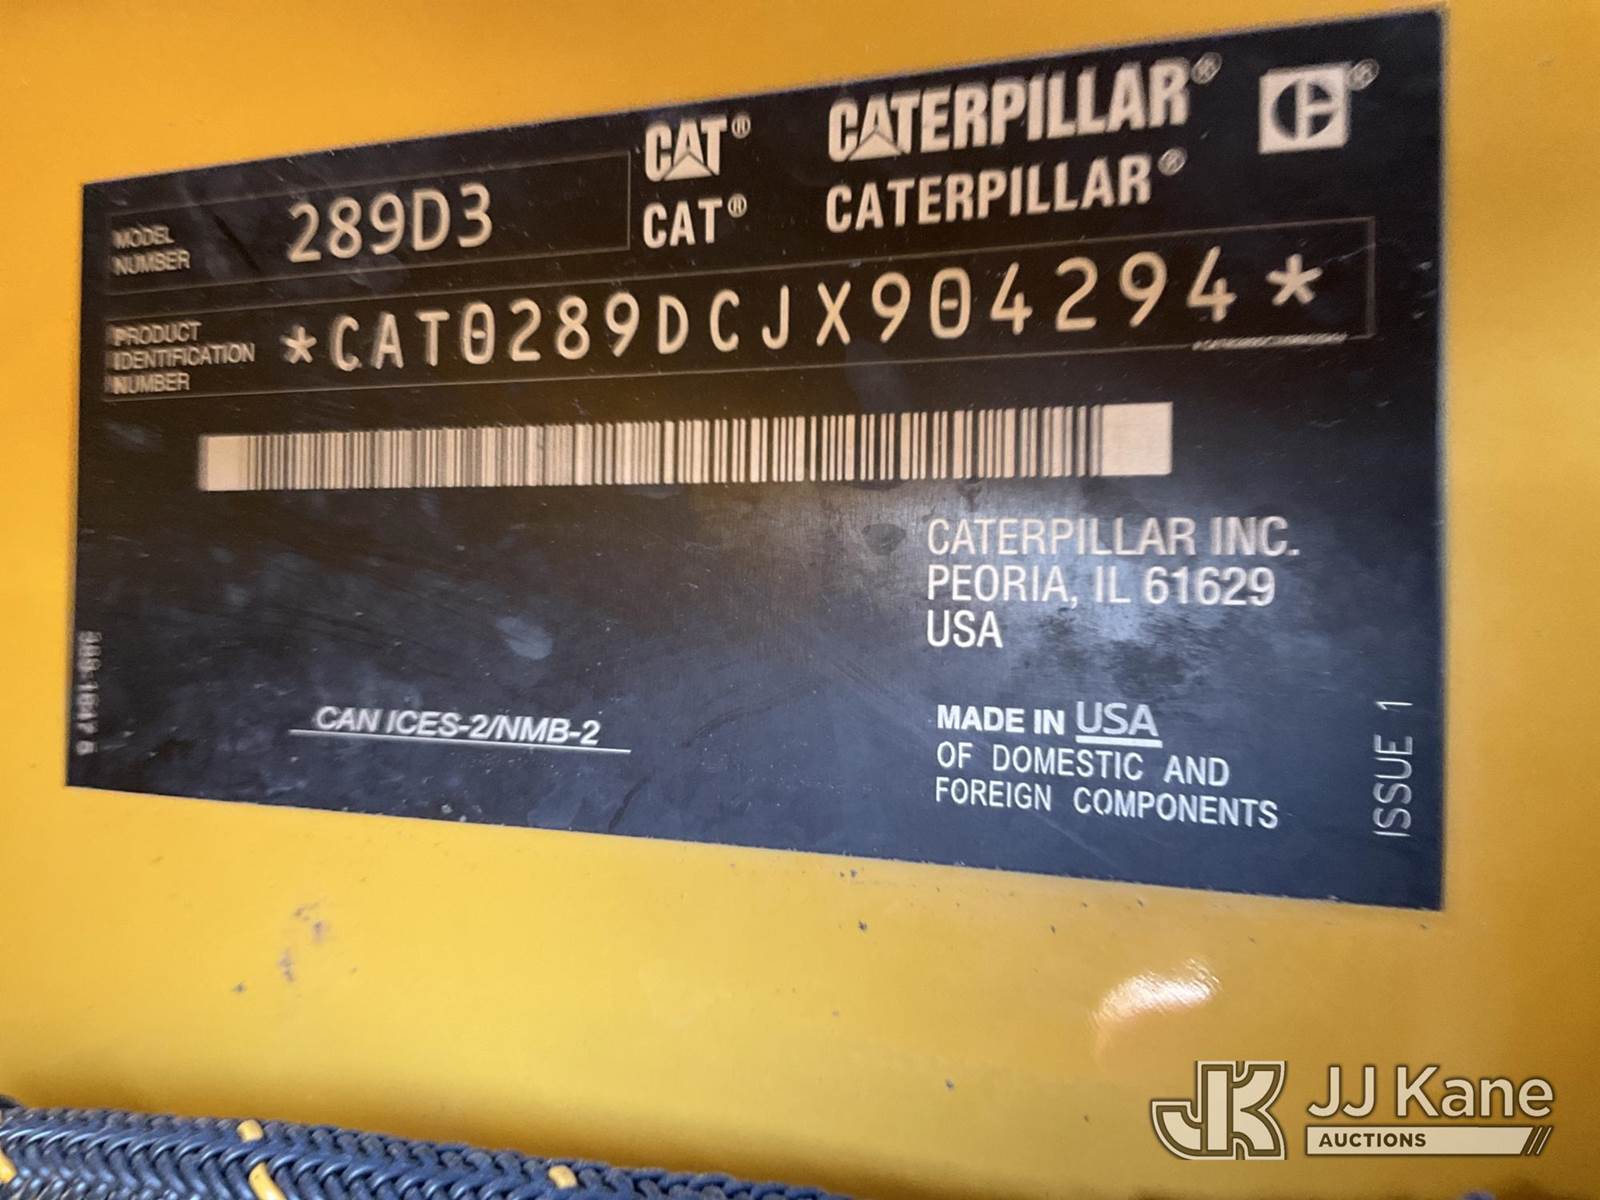 CAT® CATERPILLAR®
CAT® CATERPILLAR®
MODEL NUMBER 289D3
PRODUCT IDENTIFICATION NUMBER *CAT0289DCJX904294*
CATERPILLAR INC.
PEORIA, IL 61629
USA
CAN ICES-2/NMB-2
MADE IN USA
OF DOMESTIC AND
FOREIGN COMPONENTS
ISSUE 1
JJ Kane
AUCTIONS